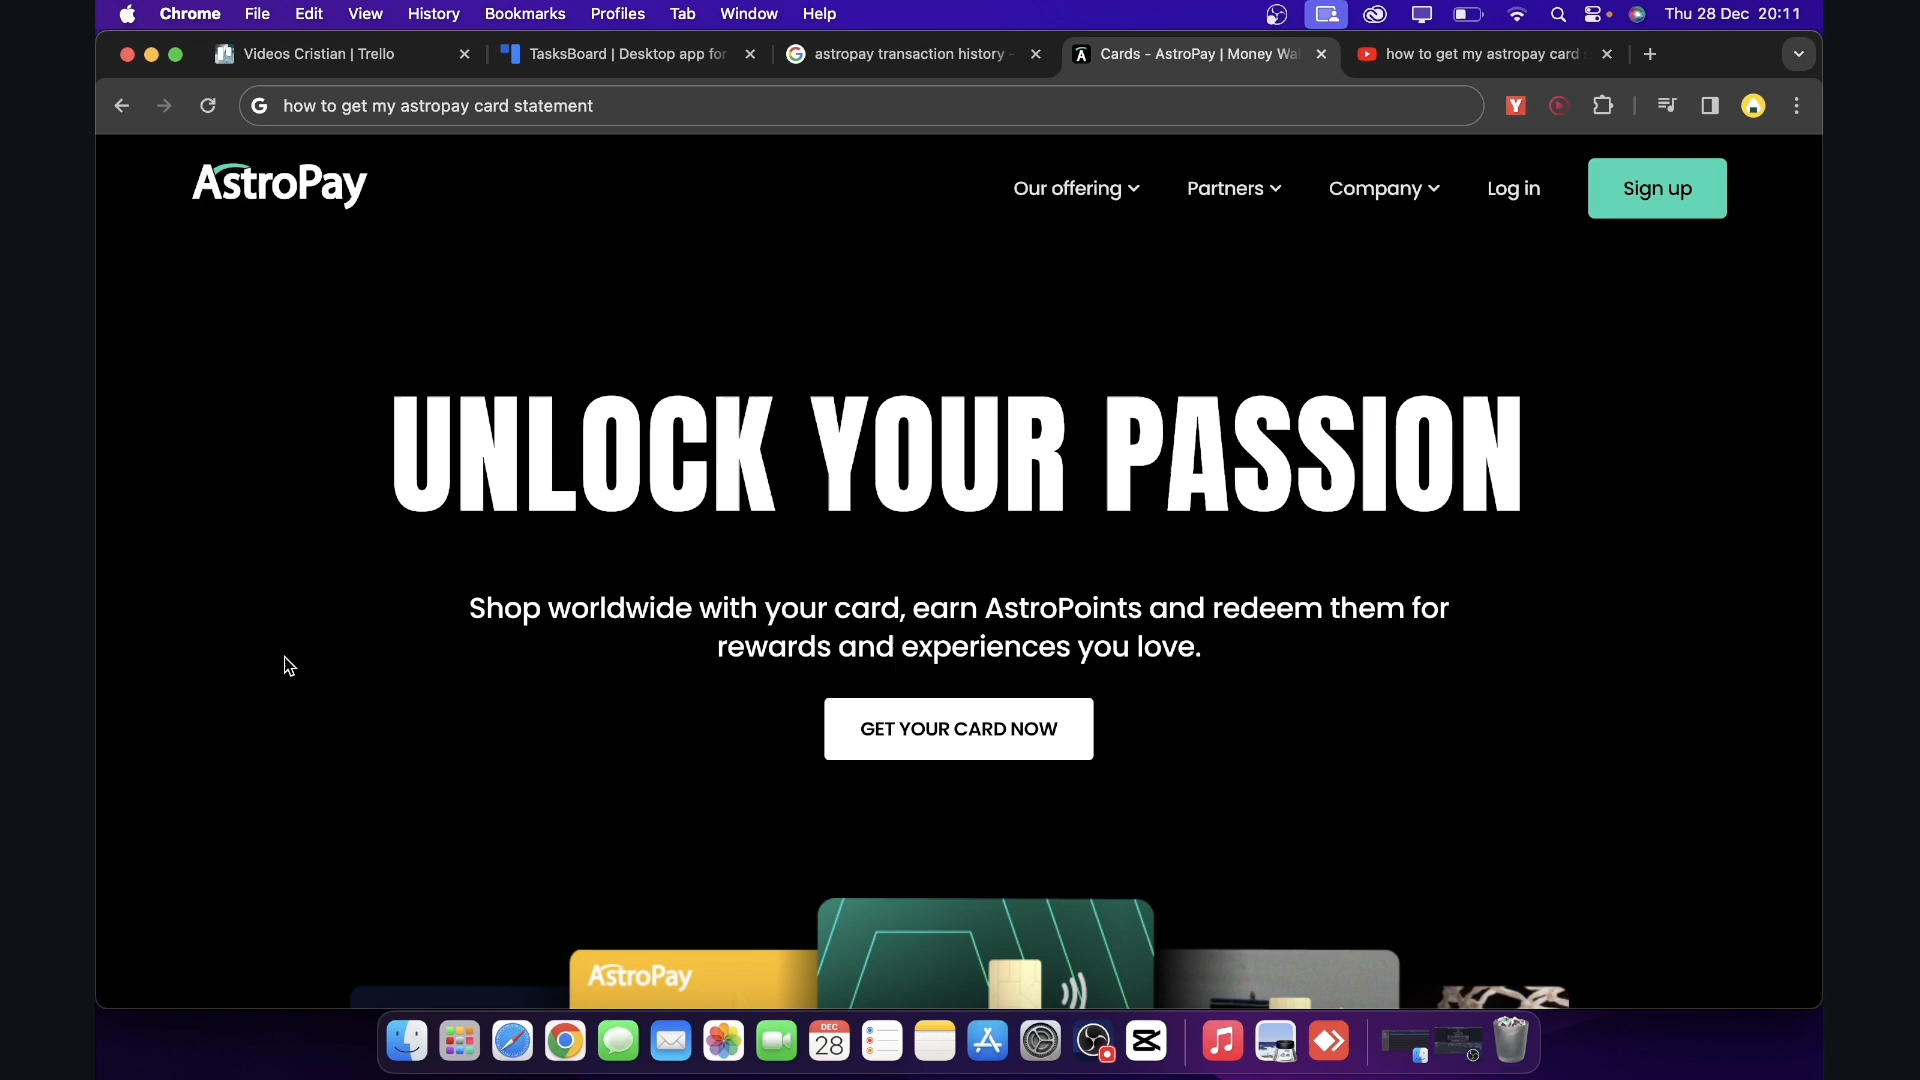 Chrome File Edit View History Bookmarks Profiles Tab Window Help Thu 28 Dec 20:11
Videos Cristian | Trello
TasksBoard | Desktop app for
astropay transaction history -
Cards - AstroPay | Money Wal
how to get my astropay card s
how to get my astropay card statement
AstroPay
Our offering
Partners
Company
Log in
Sign up
UNLOCK YOUR PASSION
Shop worldwide with your card, earn AstroPoints and redeem them for
rewards and experiences you love.
GET YOUR CARD NOW
AstroPay
DEC
28